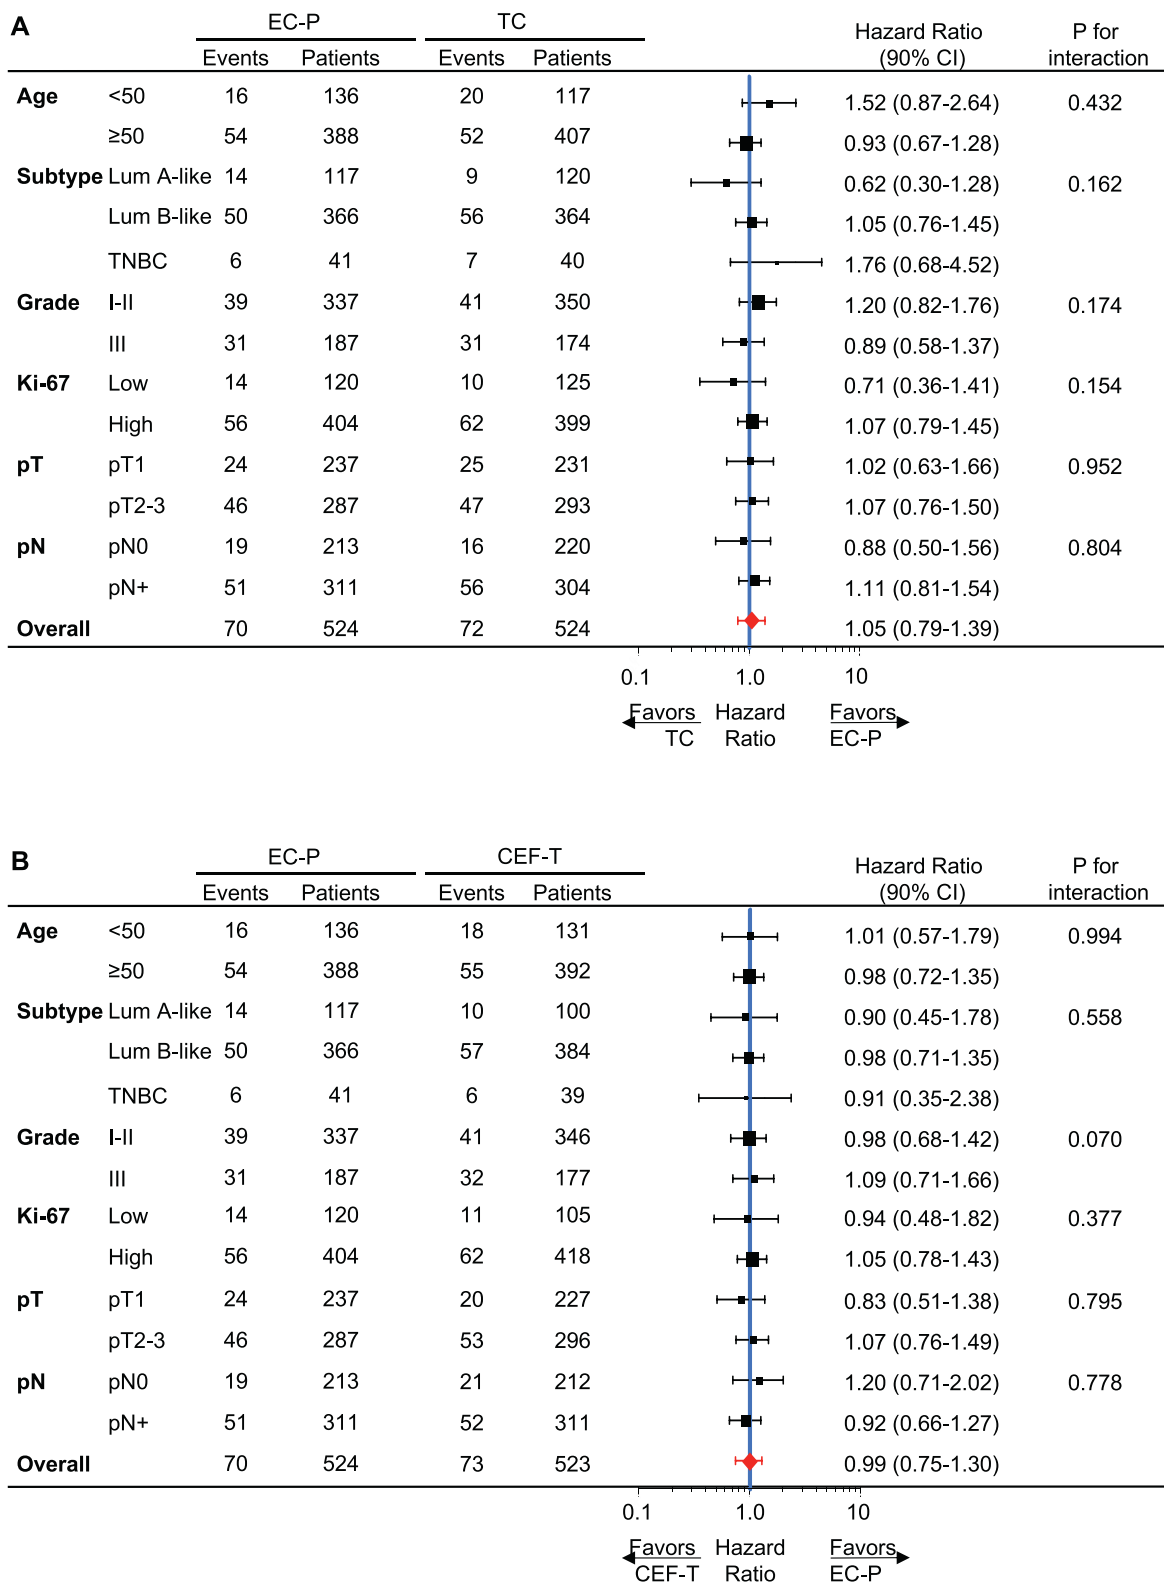 A
EC-P TC Hazard Ratio (90% CI) P for interaction
Events Patients Events Patients
Age <50 16 136 20 117 1.52 (0.87-2.64) 0.432
≥50 54 388 52 407 0.93 (0.67-1.28)
Subtype Lum A-like 14 117 9 120 0.62 (0.30-1.28) 0.162
Lum B-like 50 366 56 364 1.05 (0.76-1.45)
TNBC 6 41 7 40 1.76 (0.68-4.52)
Grade I-II 39 337 41 350 1.20 (0.82-1.76) 0.174
III 31 187 31 174 0.89 (0.58-1.37)
Ki-67 Low 14 120 10 125 0.71 (0.36-1.41) 0.154
High 56 404 62 399 1.07 (0.79-1.45)
pT pT1 24 237 25 231 1.02 (0.63-1.66) 0.952
pT2-3 46 287 47 293 1.07 (0.76-1.50)
pN pN0 19 213 16 220 0.88 (0.50-1.56) 0.804
pN+ 51 311 56 304 1.11 (0.81-1.54)
Overall 70 524 72 524 1.05 (0.79-1.39)
0.1 1.0 10
Favors Hazard Favors
TC Ratio EC-P
B
EC-P CEF-T Hazard Ratio (90% CI) P for interaction
Events Patients Events Patients
Age <50 16 136 18 131 1.01 (0.57-1.79) 0.994
≥50 54 388 55 392 0.98 (0.72-1.35)
Subtype Lum A-like 14 117 10 100 0.90 (0.45-1.78) 0.558
Lum B-like 50 366 57 384 0.98 (0.71-1.35)
TNBC 6 41 6 39 0.91 (0.35-2.38)
Grade I-II 39 337 41 346 0.98 (0.68-1.42) 0.070
III 31 187 32 177 1.09 (0.71-1.66)
Ki-67 Low 14 120 11 105 0.94 (0.48-1.82) 0.377
High 56 404 62 418 1.05 (0.78-1.43)
pT pT1 24 237 20 227 0.83 (0.51-1.38) 0.795
pT2-3 46 287 53 296 1.07 (0.76-1.49)
pN pN0 19 213 21 212 1.20 (0.71-2.02) 0.778
pN+ 51 311 52 311 0.92 (0.66-1.27)
Overall 70 524 73 523 0.99 (0.75-1.30)
0.1 1.0 10
Favors Hazard Favors
CEF-T Ratio EC-P